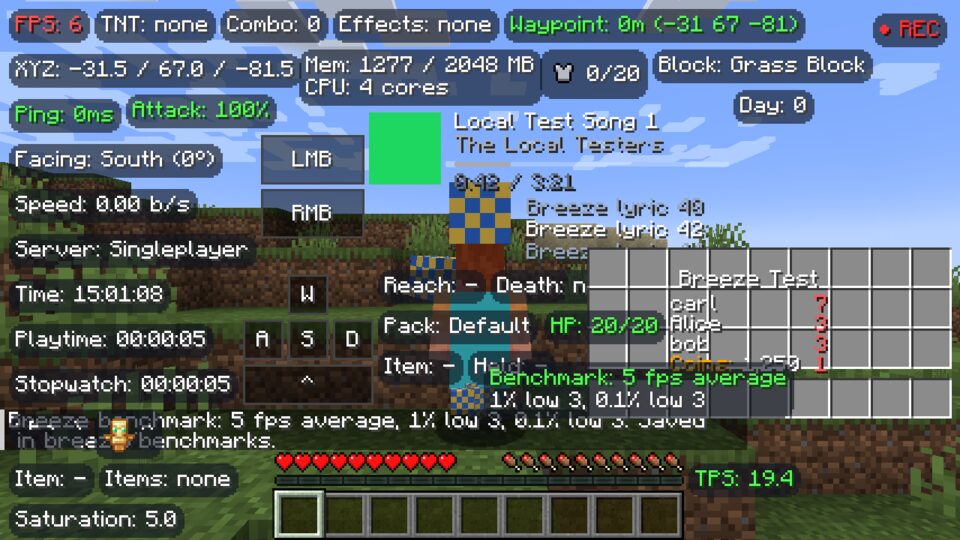 FPS: 6
TNT: none
Combo: 0
Effects: none
Waypoint: 0m (-31 67 -81)
REC
XYZ: -31.5 / 67.0 / -81.5
Mem: 1277 / 2048 MB
CPU: 4 cores
0/20
Block: Grass Block
Ping: 0ms
Attack: 100%
Day: 0
Local Test Song 1
The Local Testers
0:42 / 3:21
Facing: South (0°)
LMB
Speed: 0.00 b/s
RMB
Breeze lyric 40
Breeze lyric 42
Breeze
Server: Singleplayer
Breeze Test
Time: 15:01:08
W
Reach: -
Death:
carl 7
Alice 3
bob 3
Coins: 1,250 1
Playtime: 00:00:05
A
S
D
Pack: Default
HP: 20/20
Item: -
Stopwatch: 00:00:05
^
Benchmark: 5 fps average
1% low 3, 0.1% low 3
Breeze benchmark: 5 fps average, 1% low 3, 0.1% low 3. Saved
in breeze benchmarks.
Item: -
Items: none
TPS: 19.4
Saturation: 5.0